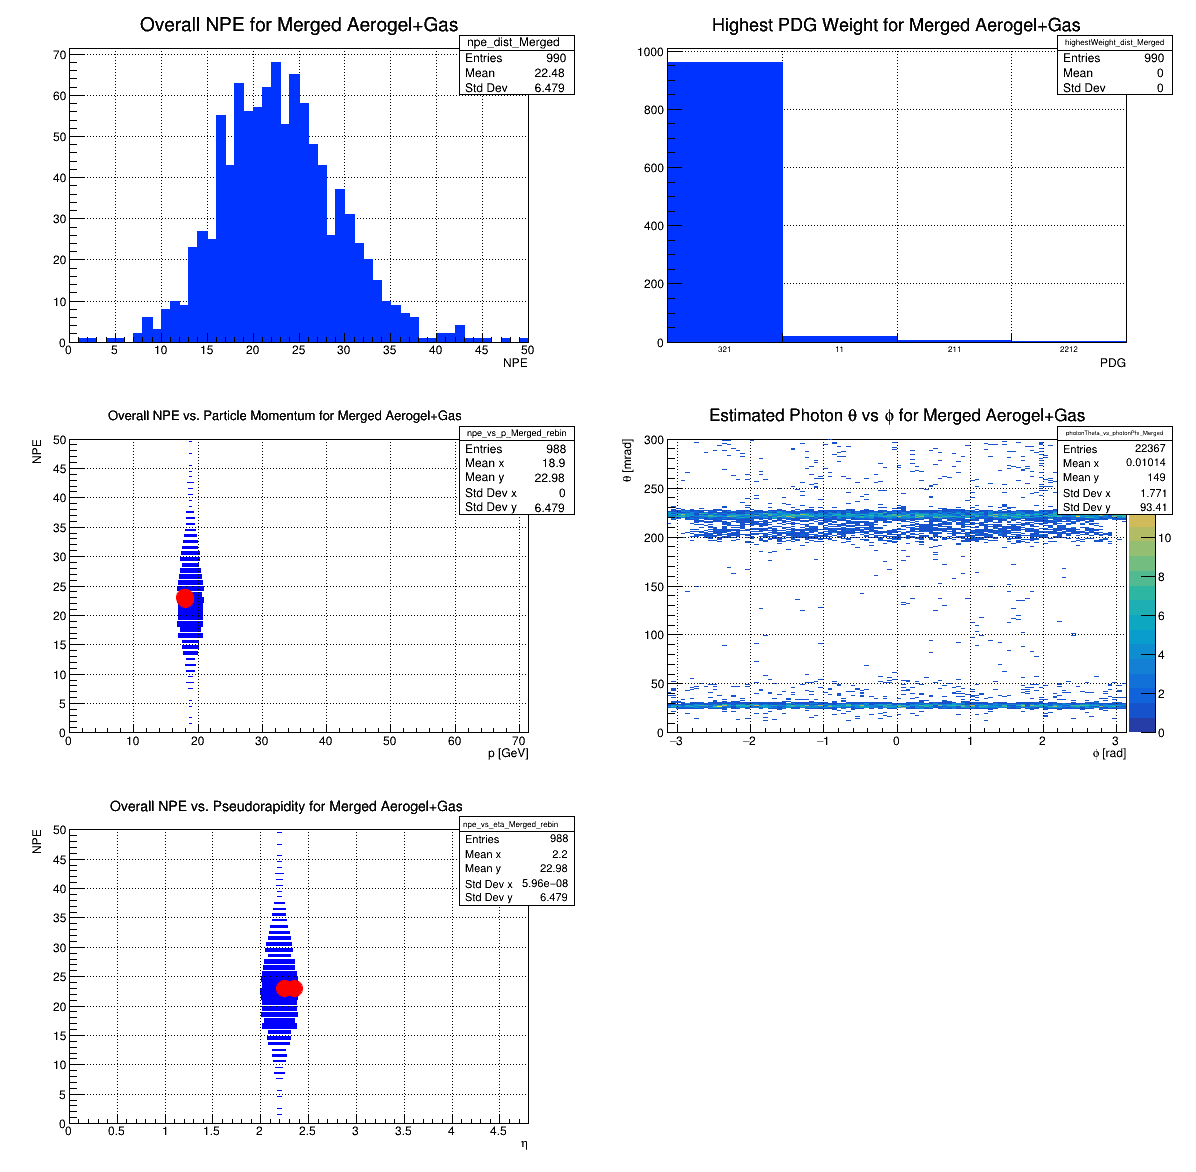 Overall NPE for Merged Aerogel+Gas
npe_dist_Merged
Entries 990
Mean 22.48
Std Dev 6.479
70
60
50
40
30
20
10
0
0 5 10 15 20 25 30 35 40 45 50
NPE
Highest PDG Weight for Merged Aerogel+Gas
highestWeight_dist_Merged
Entries 990
Mean 0
Std Dev 0
1000
800
600
400
200
0
321 11 211 2212
PDG
Overall NPE vs. Particle Momentum for Merged Aerogel+Gas
npe_vs_p_Merged_rebin
Entries 988
Mean x 18.9
Mean y 22.98
Std Dev x 0
Std Dev y 6.479
NPE
50
45
40
35
30
25
20
15
10
5
0
0 10 20 30 40 50 60 70
p [GeV]
Estimated Photon θ vs ϕ for Merged Aerogel+Gas
photonTheta_vs_photonPhi_Merged
Entries 22367
Mean x 0.01014
Mean y 149
Std Dev x 1.771
Std Dev y 93.41
θ [mrad]
300
250
200
150
100
50
0
−3 −2 −1 0 1 2 3
ϕ [rad]
10
8
6
4
2
0
Overall NPE vs. Pseudorapidity for Merged Aerogel+Gas
npe_vs_eta_Merged_rebin
Entries 988
Mean x 2.2
Mean y 22.98
Std Dev x 5.96e−08
Std Dev y 6.479
NPE
50
45
40
35
30
25
20
15
10
5
0
0 0.5 1 1.5 2 2.5 3 3.5 4 4.5
η